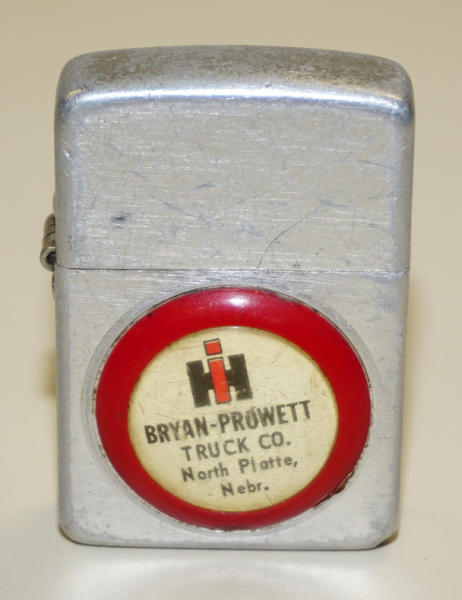 IH
BRYAN-PROWETT
TRUCK CO.
North Platte,
Nebr.